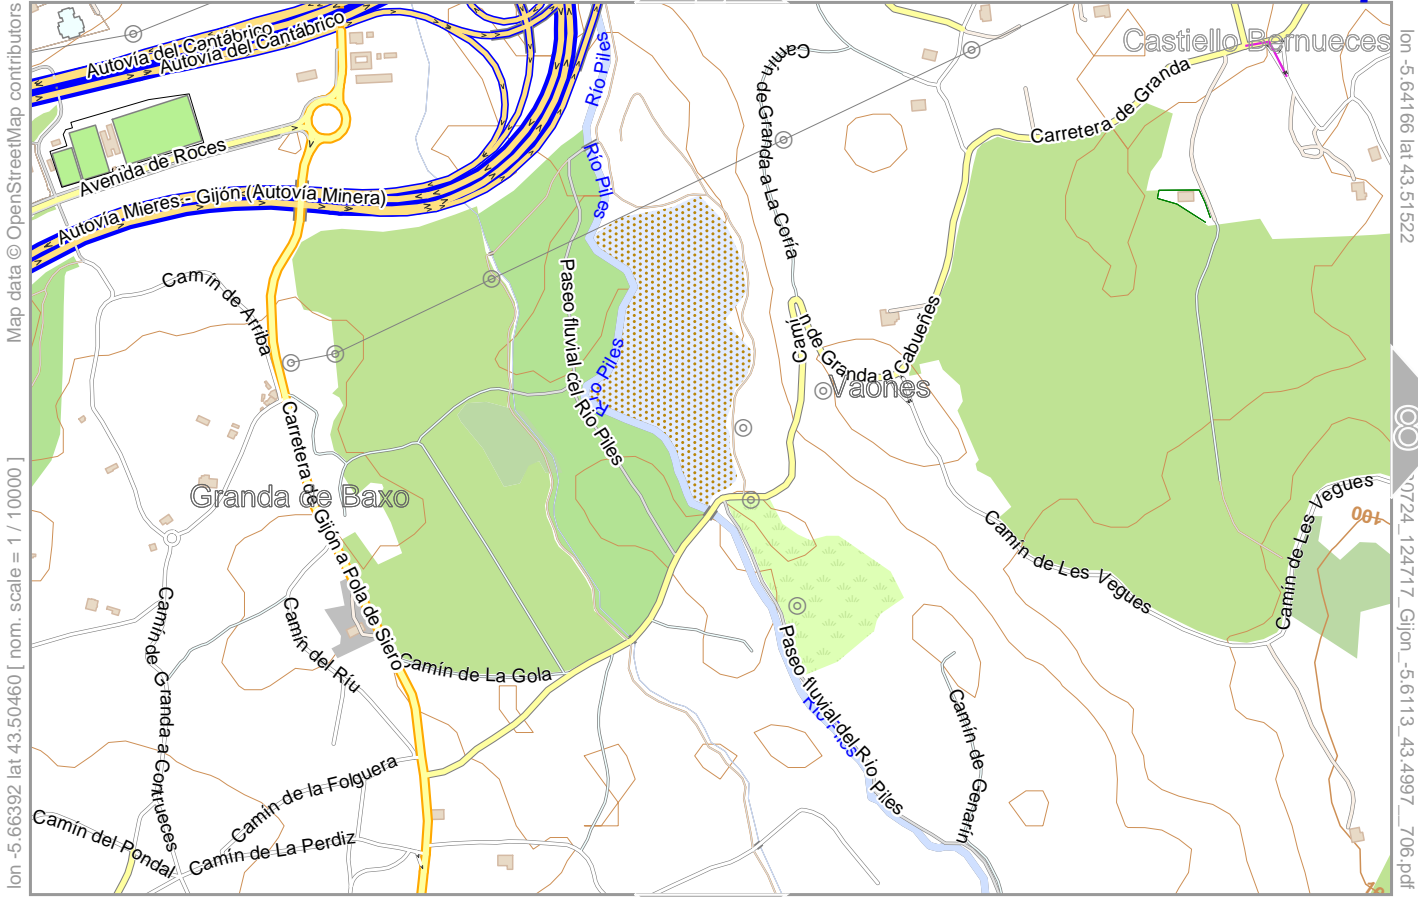 Map data © OpenStreetMap contributors
lon -5.66392 lat 43.50460 [ nom. scale = 1 / 10000 ]
lon -5.64166 lat 43.51522
0724_124717_Gijon_-5.6113_43.4997__706.pdf
Autovía del Cantábrico
Autovía del Cantábrico
Avenida de Roces
Autovía Mieres - Gijón (Autovía Minera)
Río Piles
Río Piles
Río Piles
Río Piles
Castiello Bernueces
Carretera de Granda
Camín de Granda a La Coría
Camín de Granda a Cabueñes
Vaones
Camín de Arriba
Paseo fluvial del Río Piles
Granda de Baxo
Carretera de Gijón a Pola de Siero
Camín de Les Vegues
Camín de Les Vegues
100
Camín de Granda a Contrueces
Camín del Ríu
Camín de La Gola
Paseo fluvial del Río Piles
Camín de Genarín
Camín de la Folguera
Camín de La Perdiz
Camín del Pondal